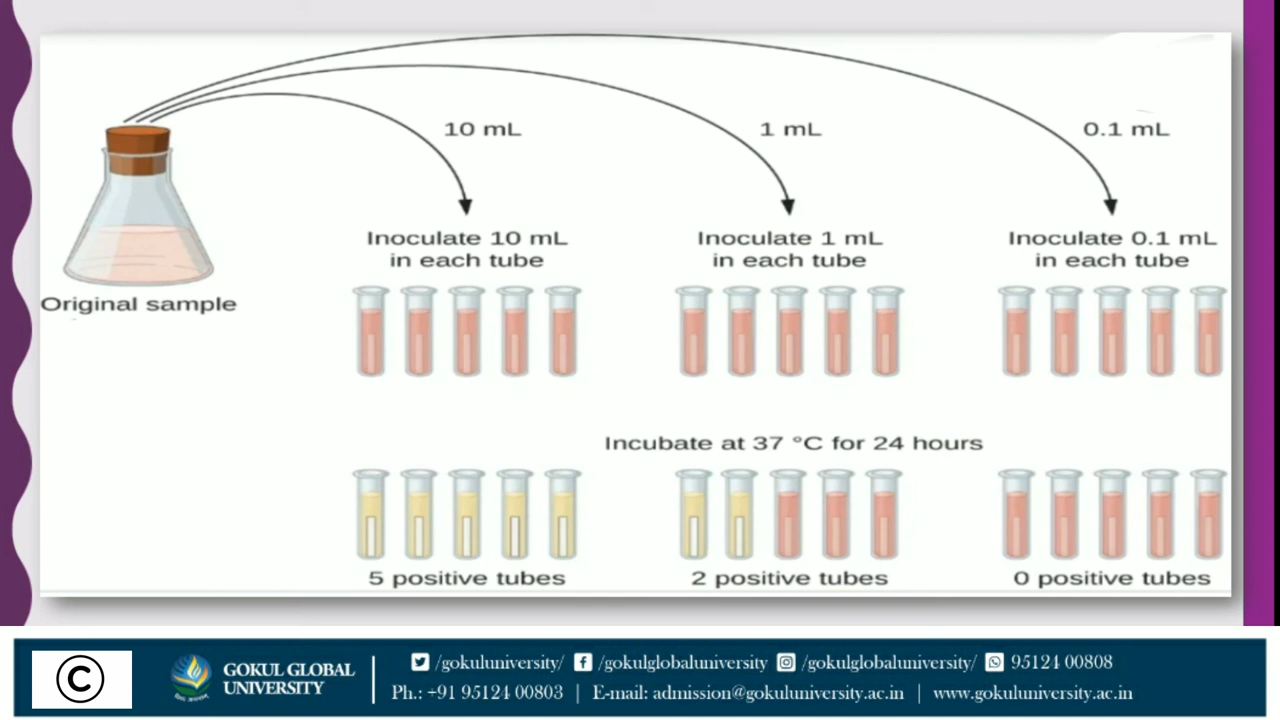 10 mL
1 mL
0.1 mL
Inoculate 10 mL
in each tube
Inoculate 1 mL
in each tube
Inoculate 0.1 mL
in each tube
Original sample
Incubate at 37 °C for 24 hours
5 positive tubes
2 positive tubes
0 positive tubes
©
GOKUL GLOBAL
UNIVERSITY
/gokuluniversity/ /gokulglobaluniversity /gokulglobaluniversity/ 95124 00808
Ph.: +91 95124 00803 | E-mail: admission@gokuluniversity.ac.in | www.gokuluniversity.ac.in